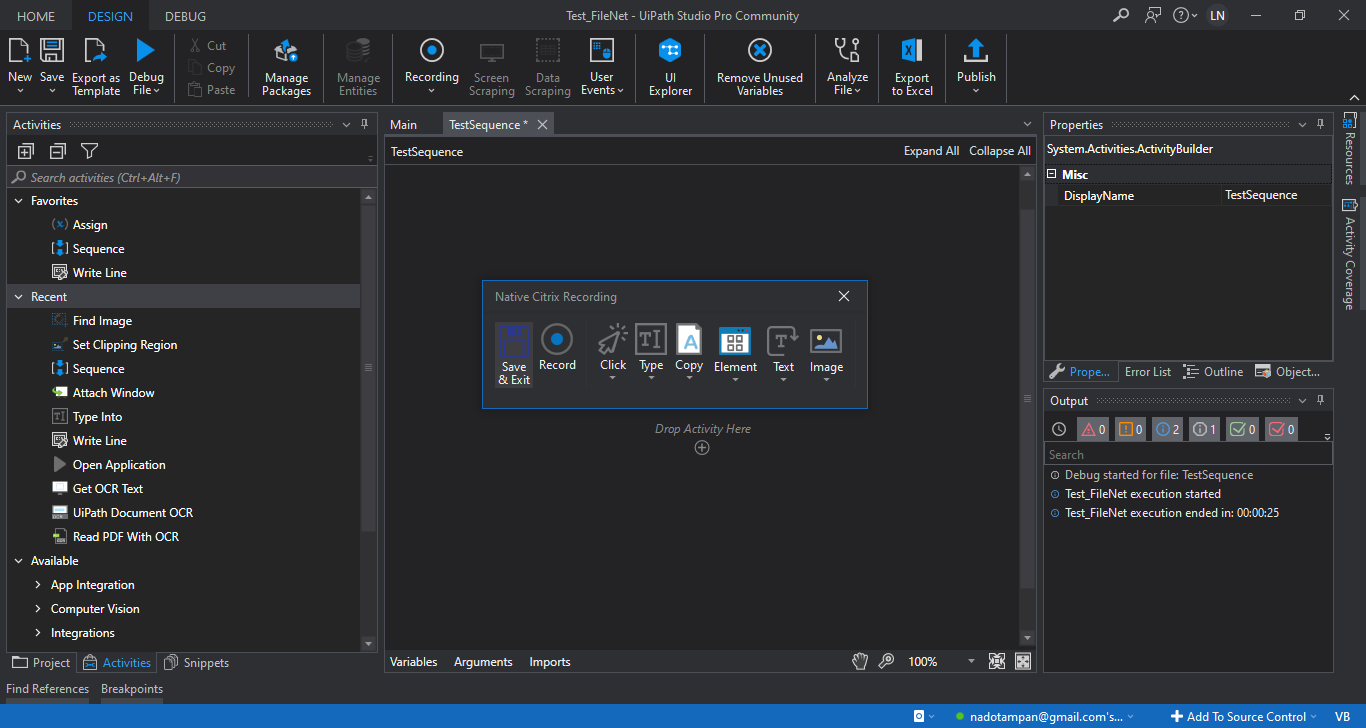 HOME DESIGN DEBUG Test_FileNet - UiPath Studio Pro Community LN
New Save Export as Template Debug File Cut Copy Paste Manage Packages Manage Entities Recording Screen Scraping Data Scraping User Events UI Explorer Remove Unused Variables Analyze File Export to Excel Publish
Activities
Search activities (Ctrl+Alt+F)
Favorites
Assign
Sequence
Write Line
Recent
Find Image
Set Clipping Region
Sequence
Attach Window
Type Into
Write Line
Open Application
Get OCR Text
UiPath Document OCR
Read PDF With OCR
Available
App Integration
Computer Vision
Integrations
Project Activities Snippets
Find References Breakpoints
Main TestSequence *
TestSequence Expand All Collapse All
Native Citrix Recording
Save & Exit Record Click Type Copy Element Text Image
Drop Activity Here
Variables Arguments Imports 100%
Properties
System.Activities.ActivityBuilder
Misc
DisplayName TestSequence
Prope... Error List Outline Object...
Output
0 0 2 1 0 0
Search
Debug started for file: TestSequence
Test_FileNet execution started
Test_FileNet execution ended in: 00:00:25
Resources
Activity Coverage
nadotampan@gmail.com's... Add To Source Control VB